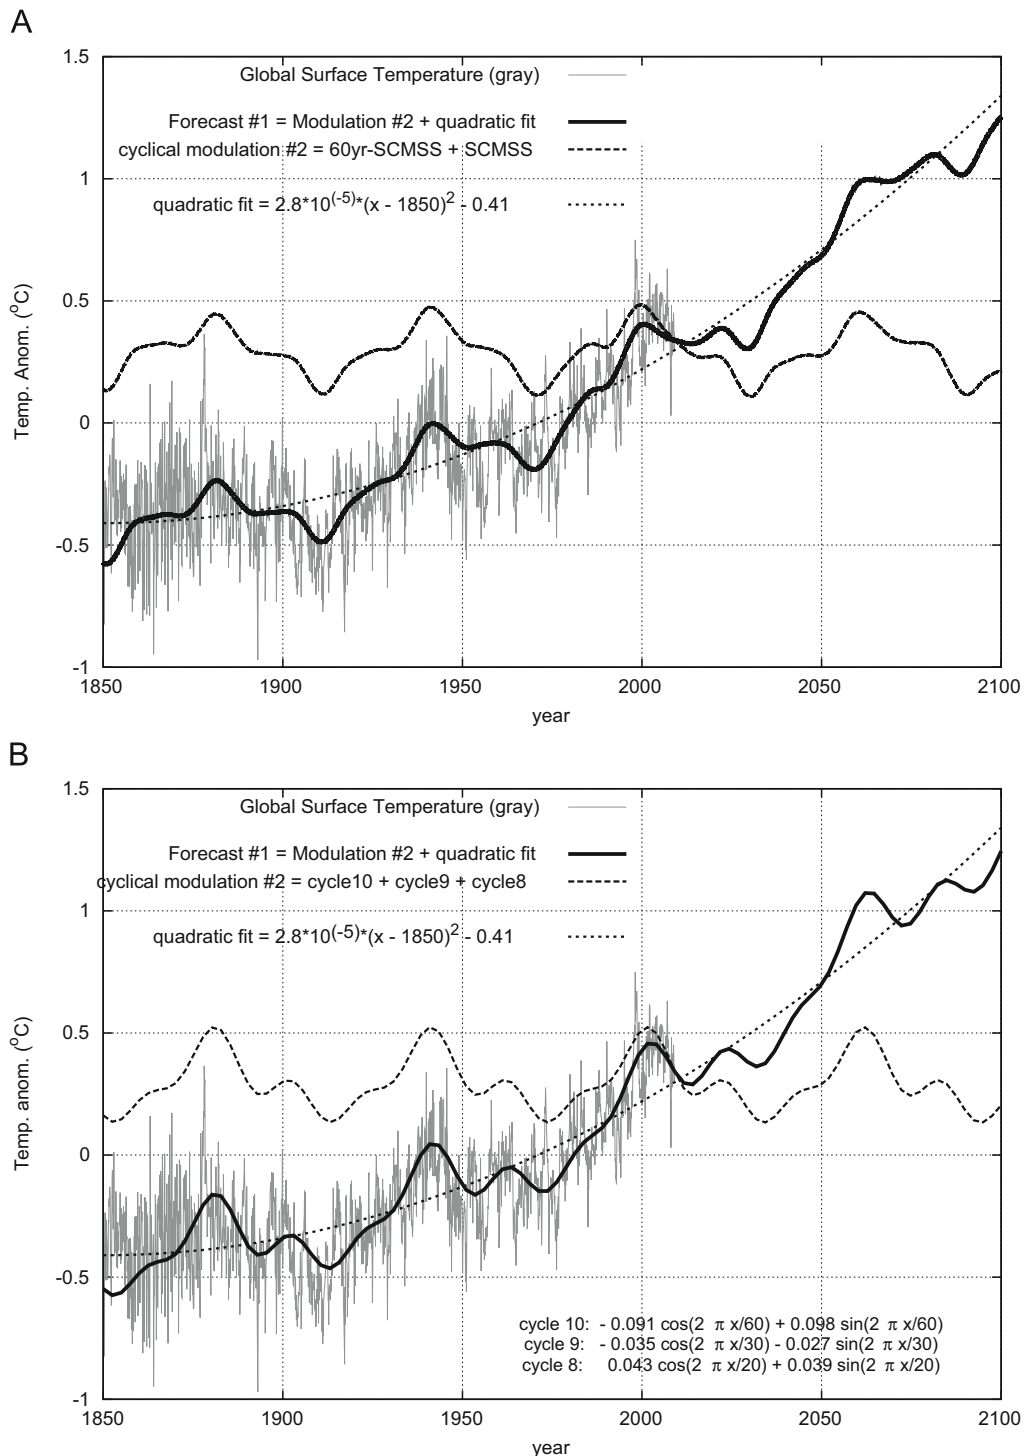 A
1.5
Global Surface Temperature (gray)
Forecast #1 = Modulation #2 + quadratic fit
cyclical modulation #2 = 60yr-SCMSS + SCMSS
1
quadratic fit = 2.8*10(-5)*(x - 1850)2 - 0.41
0.5
Temp. Anom. (oC)
0
-0.5
-1
1850 1900 1950 2000 2050 2100
year
B
1.5
Global Surface Temperature (gray)
Forecast #1 = Modulation #2 + quadratic fit
cyclical modulation #2 = cycle10 + cycle9 + cycle8
1
quadratic fit = 2.8*10(-5)*(x - 1850)2 - 0.41
0.5
Temp. anom. (oC)
0
-0.5
cycle 10: - 0.091 cos(2 π x/60) + 0.098 sin(2 π x/60)
cycle 9: - 0.035 cos(2 π x/30) - 0.027 sin(2 π x/30)
cycle 8: 0.043 cos(2 π x/20) + 0.039 sin(2 π x/20)
-1
1850 1900 1950 2000 2050 2100
year